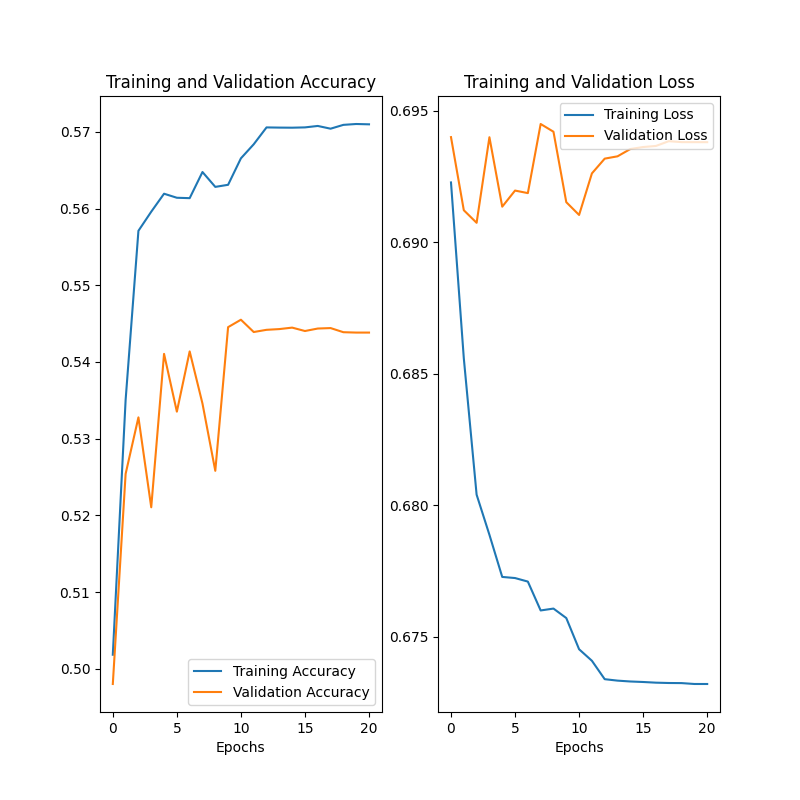 Training and Validation Accuracy
0.57
0.56
0.55
0.54
0.53
0.52
0.51
0.50
Training Accuracy
Validation Accuracy
0 5 10 15 20
Epochs
Training and Validation Loss
0.695
0.690
0.685
0.680
0.675
Training Loss
Validation Loss
0 5 10 15 20
Epochs